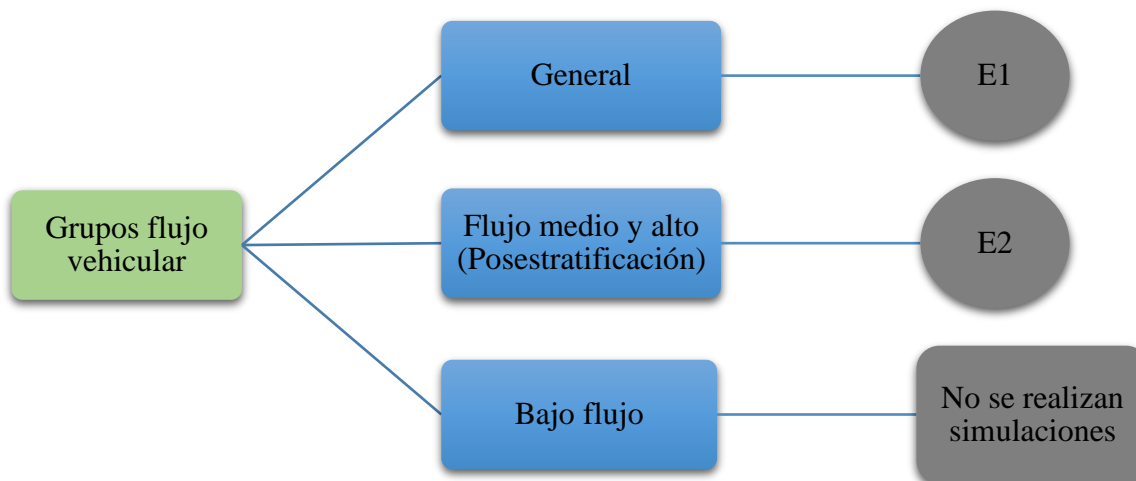 General
E1
Grupos flujo
vehicular
Flujo medio y alto
(Posestratificación)
E2
Bajo flujo
No se realizan
simulaciones